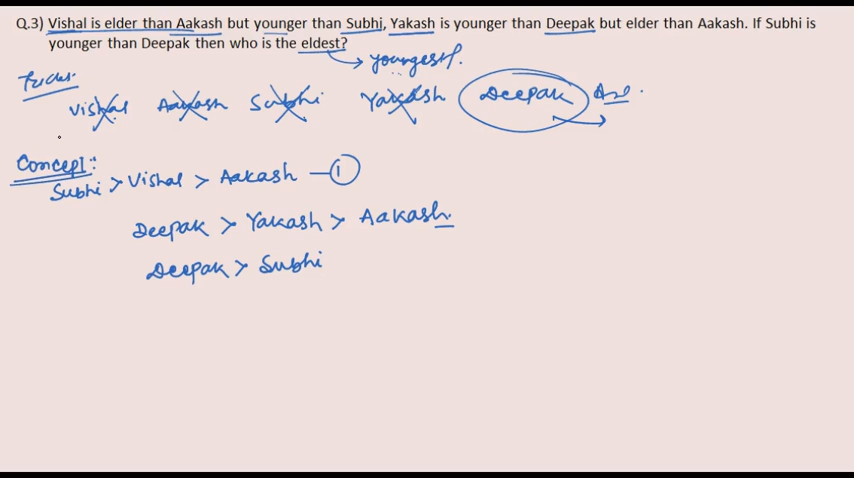 Q.3) Vishal is elder than Aakash but younger than Subhi, Yakash is younger than Deepak but elder than Aakash. If Subhi is
younger than Deepak then who is the eldest?
youngest
Vishal Aakash Subhi Yakash Deepak Ans.
Concept:
Subhi > Vishal > Aakash - 1
Deepak > Yakash > Aakash.
Deepak > Subhi